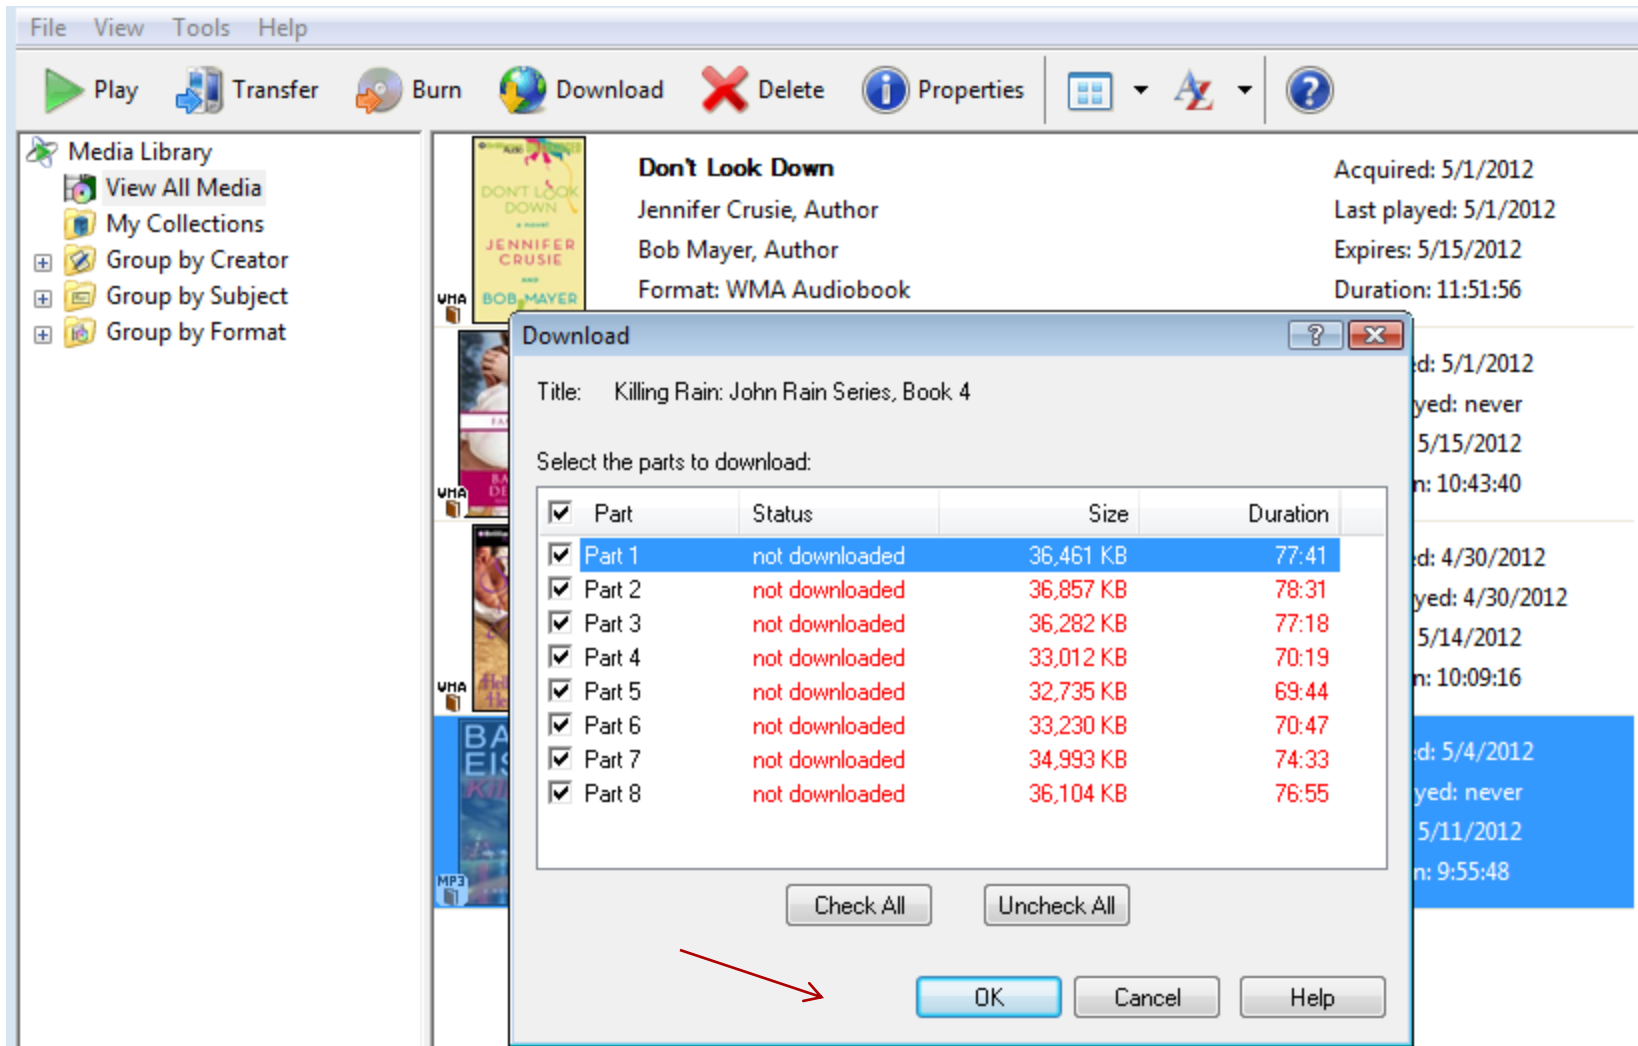 File View Tools Help
Play Transfer Burn Download Delete Properties
Media Library
View All Media
My Collections
Group by Creator
Group by Subject
Group by Format
DON'T LOOK
DOWN
JENNIFER
CRUSIE
AND
BOB MAYER
WMA
Don't Look Down
Jennifer Crusie, Author
Bob Mayer, Author
Format: WMA Audiobook
Acquired: 5/1/2012
Last played: 5/1/2012
Expires: 5/15/2012
Duration: 11:51:56
WMA
ed: 5/1/2012
yed: never
5/15/2012
n: 10:43:40
WMA
ed: 4/30/2012
yed: 4/30/2012
5/14/2012
n: 10:09:16
BA
EIS
MP3
ed: 5/4/2012
yed: never
5/11/2012
n: 9:55:48
Download
Title: Killing Rain: John Rain Series, Book 4
Select the parts to download:
Part Status Size Duration
Part 1 not downloaded 36,461 KB 77:41
Part 2 not downloaded 36,857 KB 78:31
Part 3 not downloaded 36,282 KB 77:18
Part 4 not downloaded 33,012 KB 70:19
Part 5 not downloaded 32,735 KB 69:44
Part 6 not downloaded 33,230 KB 70:47
Part 7 not downloaded 34,993 KB 74:33
Part 8 not downloaded 36,104 KB 76:55
Check All Uncheck All
OK Cancel Help